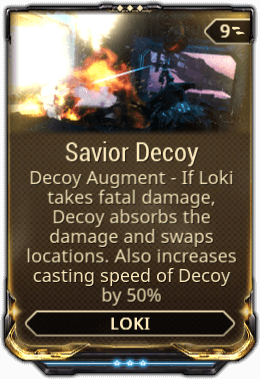 9
Savior Decoy
Decoy Augment - If Loki
takes fatal damage,
Decoy absorbs the
damage and swaps
locations. Also increases
casting speed of Decoy
by 50%
LOKI